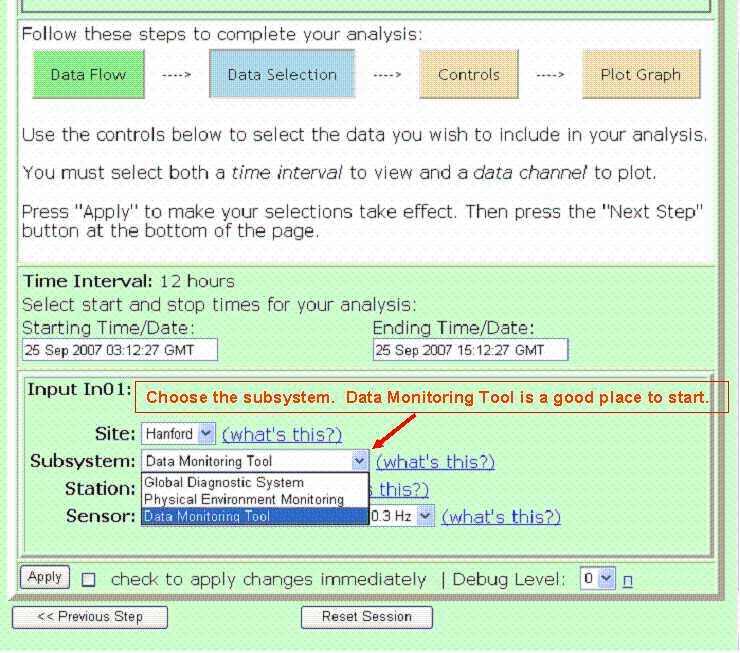 Follow these steps to complete your analysis:
Data Flow ----> Data Selection ----> Controls ----> Plot Graph
Use the controls below to select the data you wish to include in your analysis.
You must select both a time interval to view and a data channel to plot.
Press "Apply" to make your selections take effect. Then press the "Next Step"
button at the bottom of the page.
Time Interval: 12 hours
Select start and stop times for your analysis:
Starting Time/Date: Ending Time/Date:
25 Sep 2007 03:12:27 GMT 25 Sep 2007 15:12:27 GMT
Input In01: Choose the subsystem. Data Monitoring Tool is a good place to start.
Site: Hanford (what's this?)
Subsystem: Data Monitoring Tool (what's this?)
Global Diagnostic System
Station: Physical Environment Monitoring this?)
Sensor: Data Monitoring Tool 0.3 Hz (what's this?)
Apply check to apply changes immediately | Debug Level: 0 n
<< Previous Step Reset Session